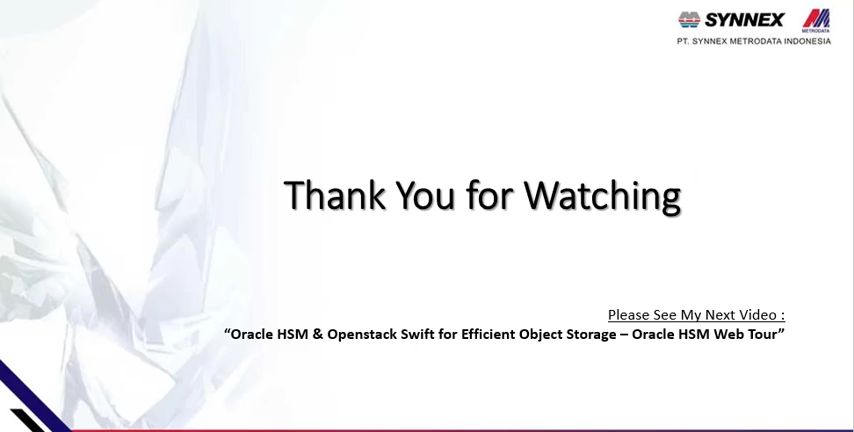 SYNNEX
METRODATA
PT. SYNNEX METRODATA INDONESIA
Thank You for Watching
Please See My Next Video :
“Oracle HSM & Openstack Swift for Efficient Object Storage – Oracle HSM Web Tour”